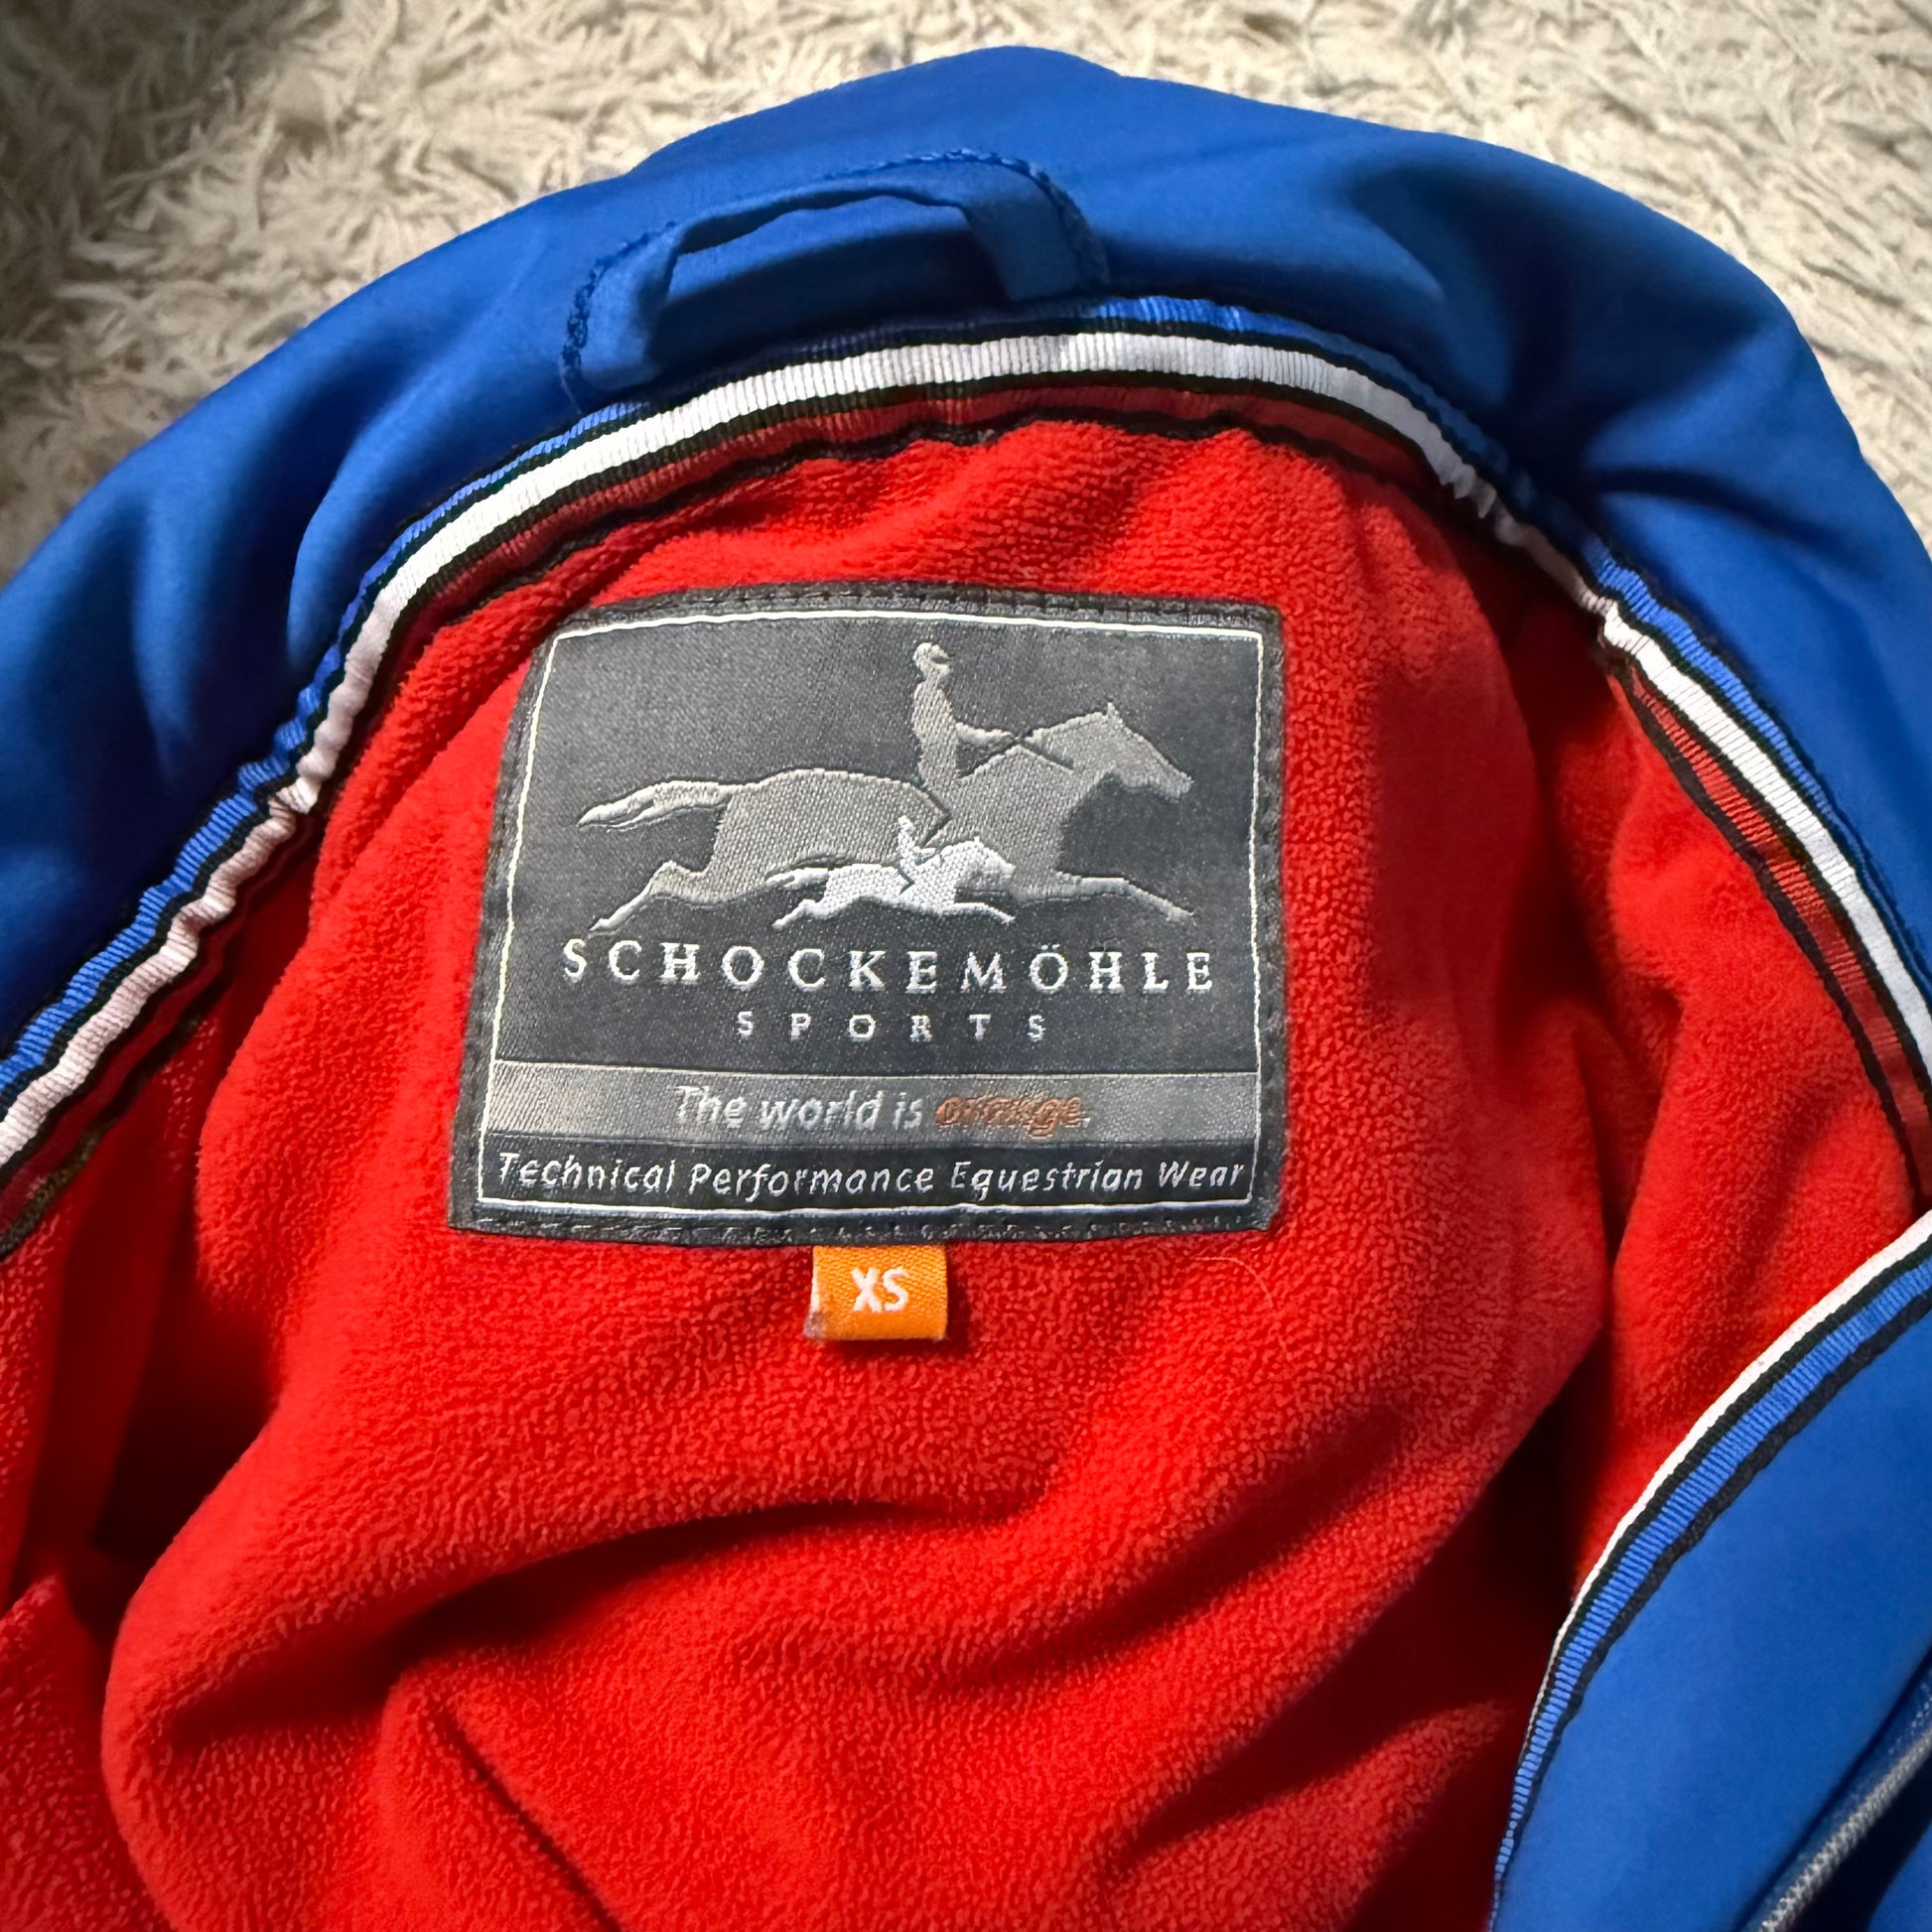 SCHOCKEMÖHLE
SPORTS
The world is orange.
Technical Performance Equestrian Wear
XS